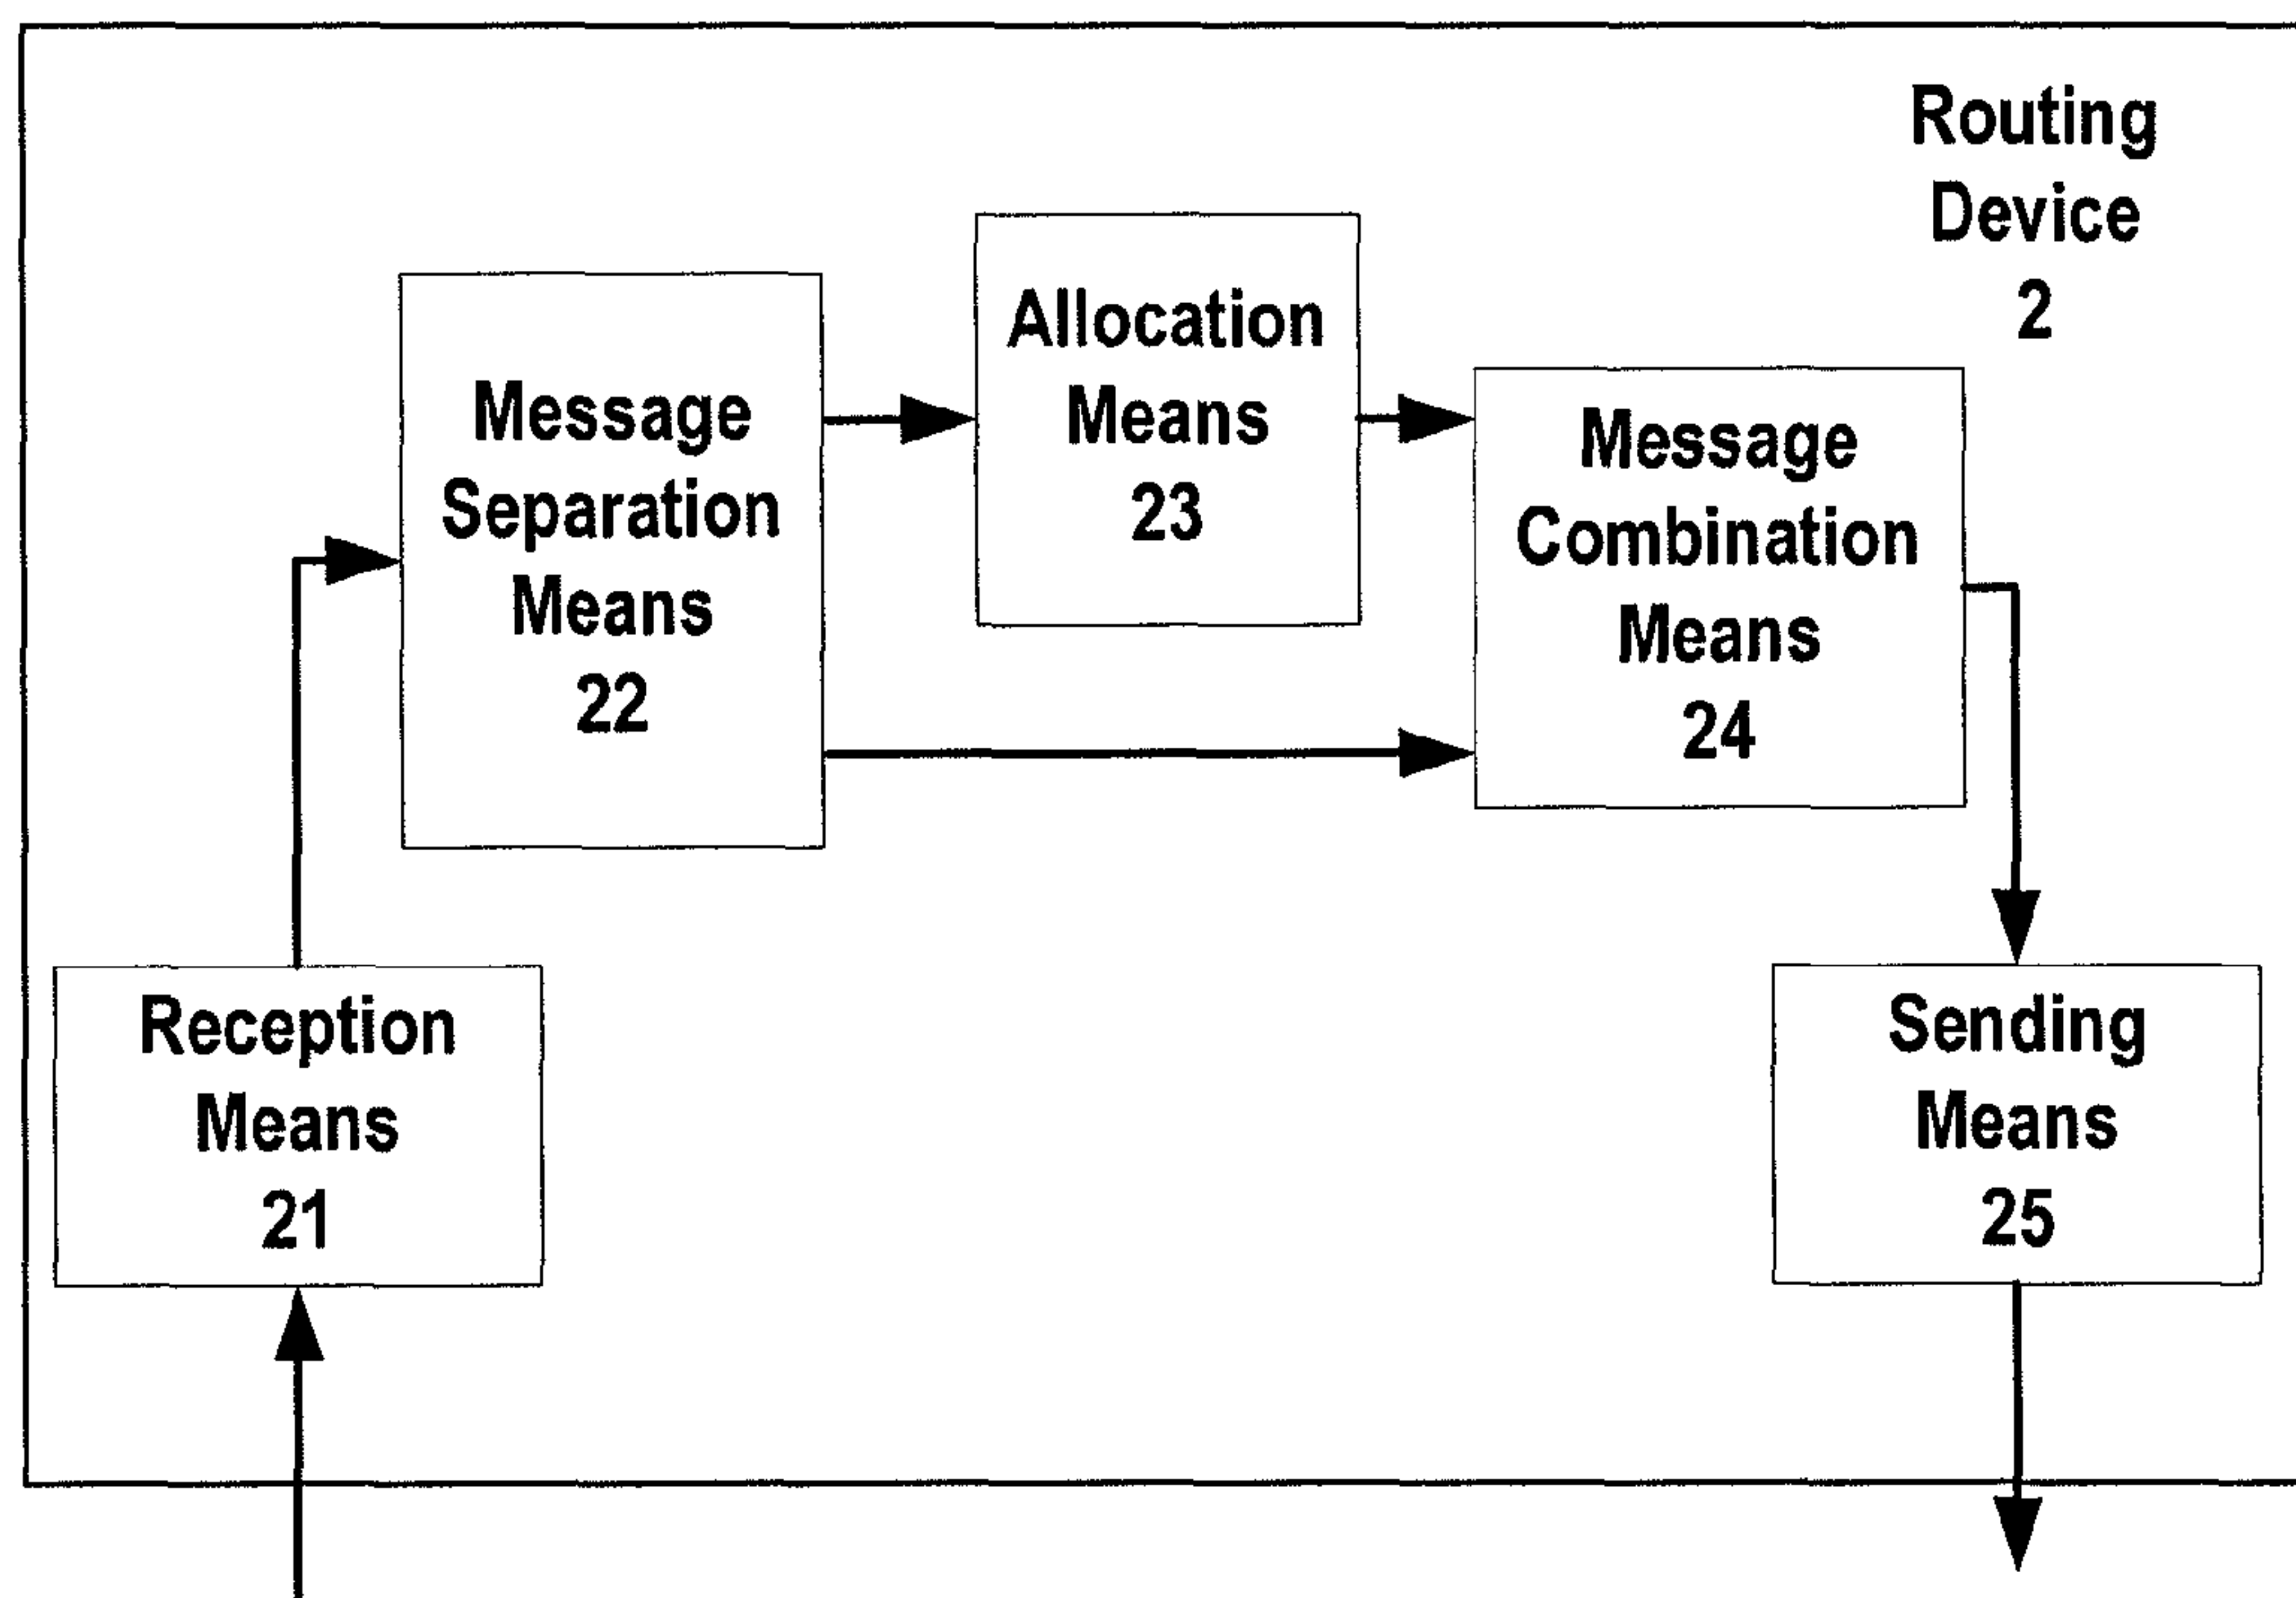 Routing
Device
2
Allocation
Means
23
Message
Separation
Means
22
Message
Combination
Means
24
Reception
Means
21
Sending
Means
25